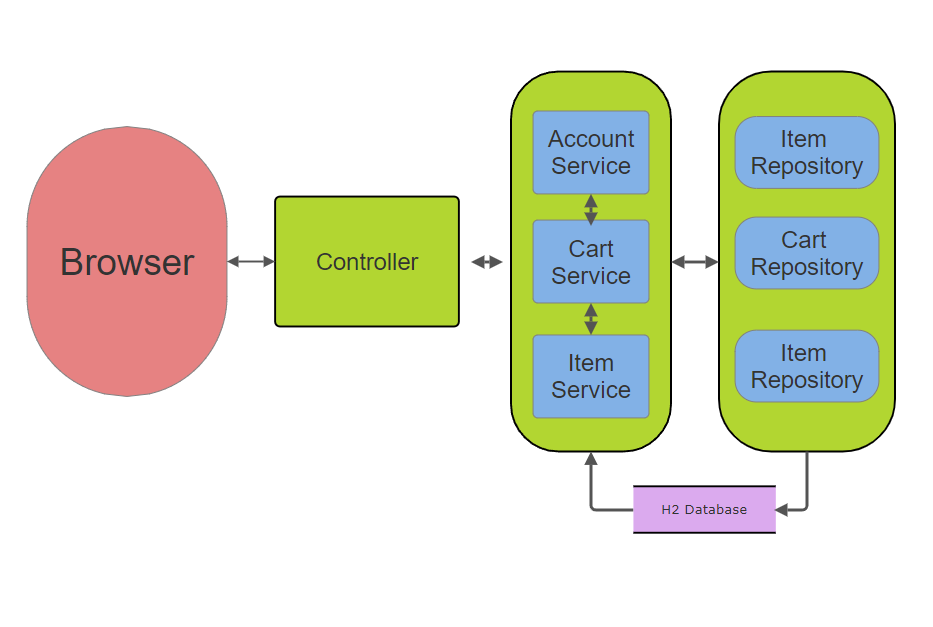 Browser
Controller
Account
Service
Cart
Service
Item
Service
Item
Repository
Cart
Repository
Item
Repository
H2 Database